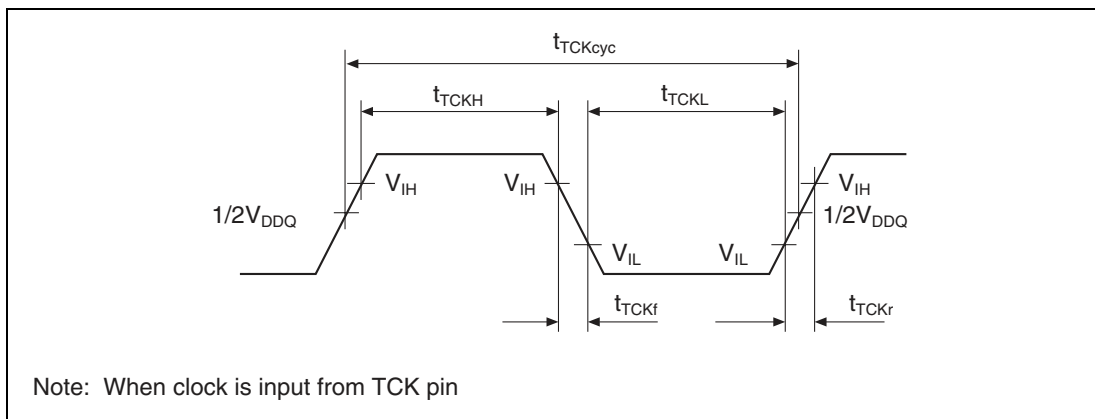 tTCKcyc
tTCKH
tTCKL
VIH
VIH
VIH
1/2VDDQ
1/2VDDQ
VIL
VIL
tTCKf
tTCKr
Note: When clock is input from TCK pin